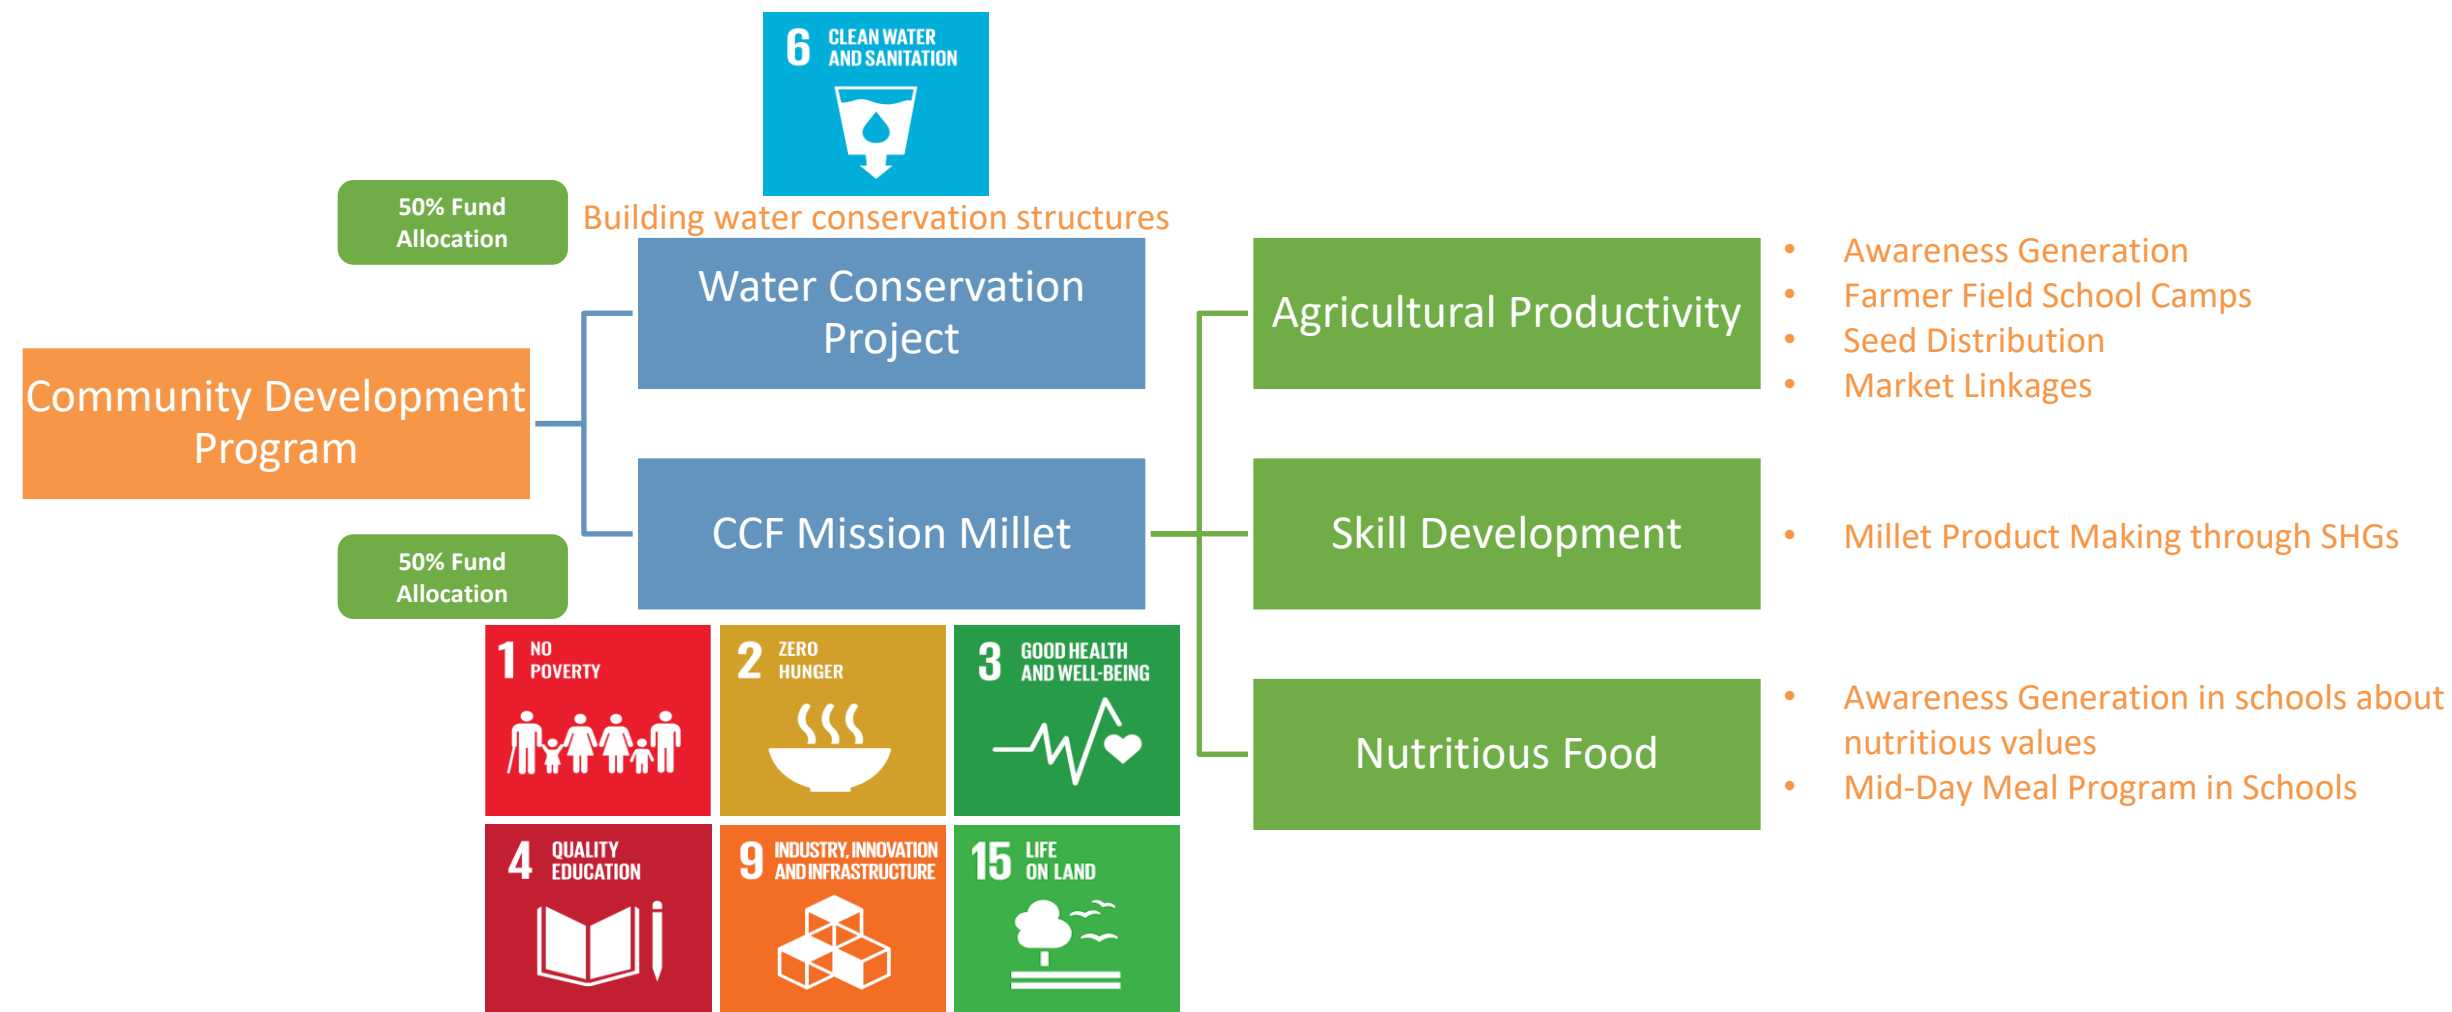 6 CLEAN WATER
AND SANITATION
50% Fund
Allocation
Building water conservation structures
Water Conservation
Project
Community Development
Program
CCF Mission Millet
50% Fund
Allocation
1 NO
POVERTY
2 ZERO
HUNGER
3 GOOD HEALTH
AND WELL-BEING
4 QUALITY
EDUCATION
9 INDUSTRY, INNOVATION
AND INFRASTRUCTURE
15 LIFE
ON LAND
Agricultural Productivity
• Awareness Generation
• Farmer Field School Camps
• Seed Distribution
• Market Linkages
Skill Development
• Millet Product Making through SHGs
Nutritious Food
• Awareness Generation in schools about
nutritious values
• Mid-Day Meal Program in Schools